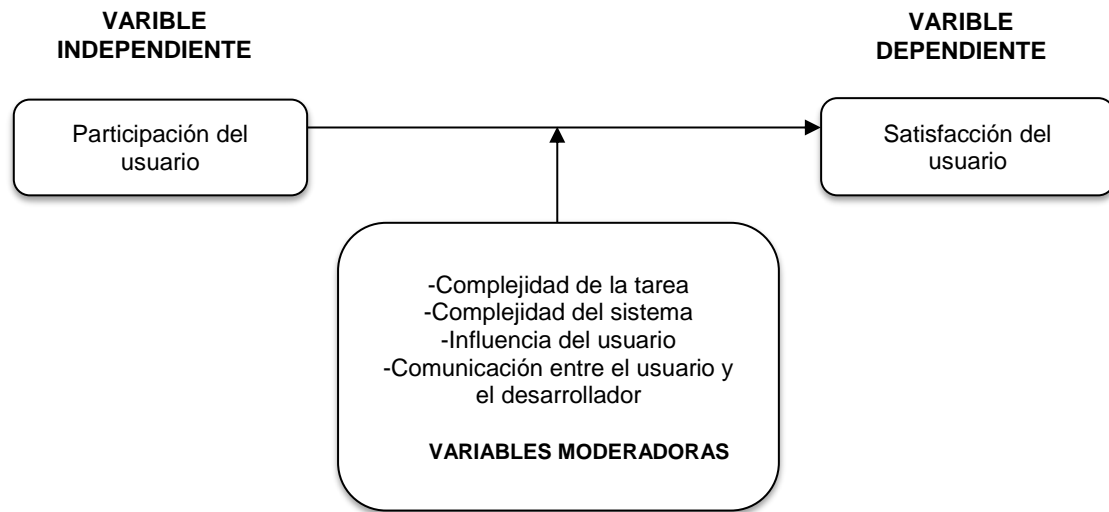 VARIBLE
INDEPENDIENTE
VARIBLE
DEPENDIENTE
Participación del
usuario
Satisfacción del
usuario
-Complejidad de la tarea
-Complejidad del sistema
-Influencia del usuario
-Comunicación entre el usuario y
el desarrollador
VARIABLES MODERADORAS